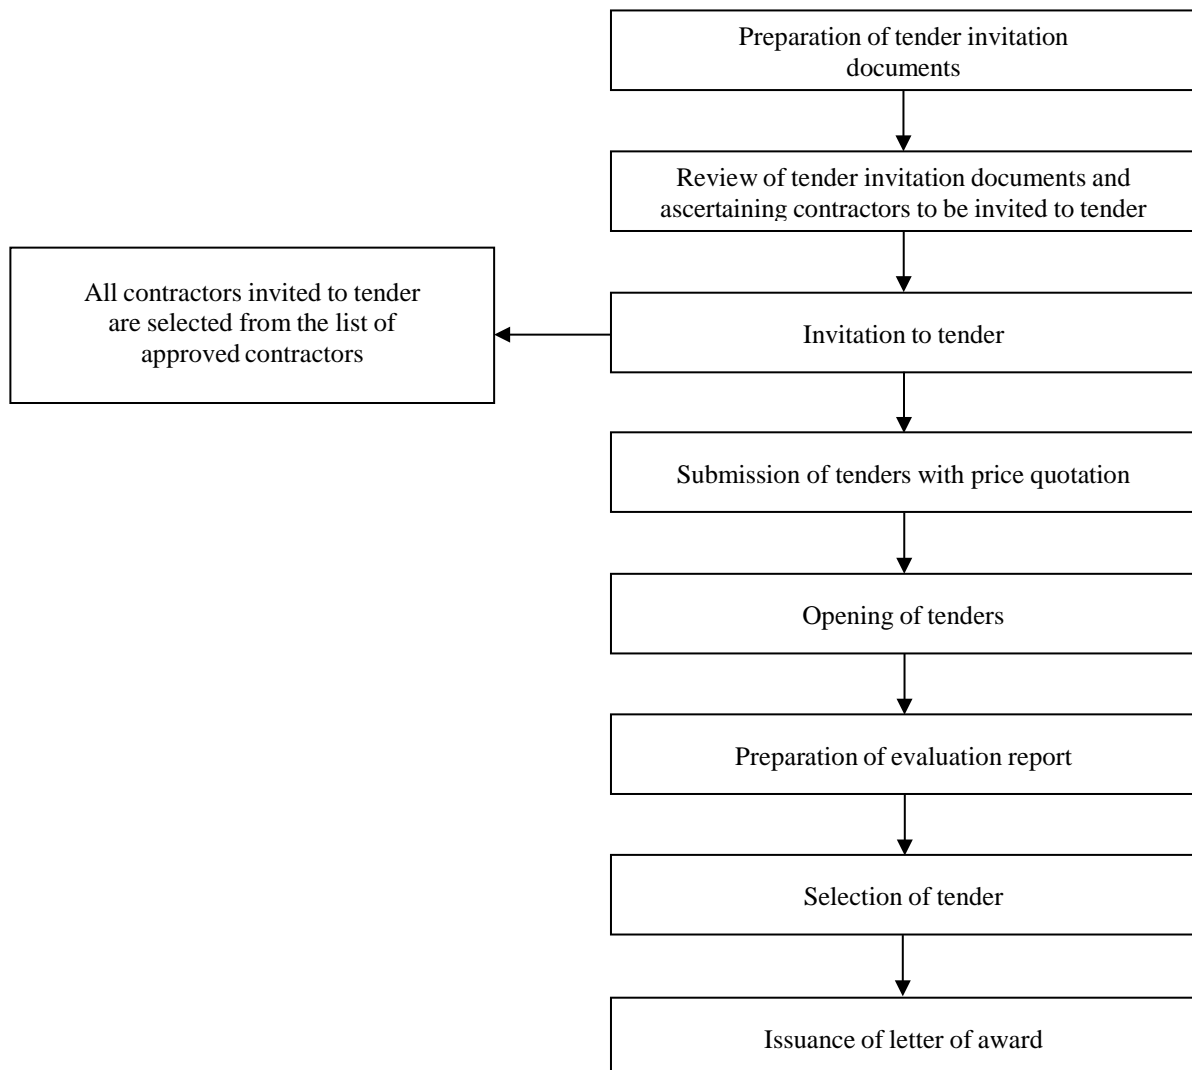 Preparation of tender invitation
documents
Review of tender invitation documents and
ascertaining contractors to be invited to tender
All contractors invited to tender
are selected from the list of
approved contractors
Invitation to tender
Submission of tenders with price quotation
Opening of tenders
Preparation of evaluation report
Selection of tender
Issuance of letter of award